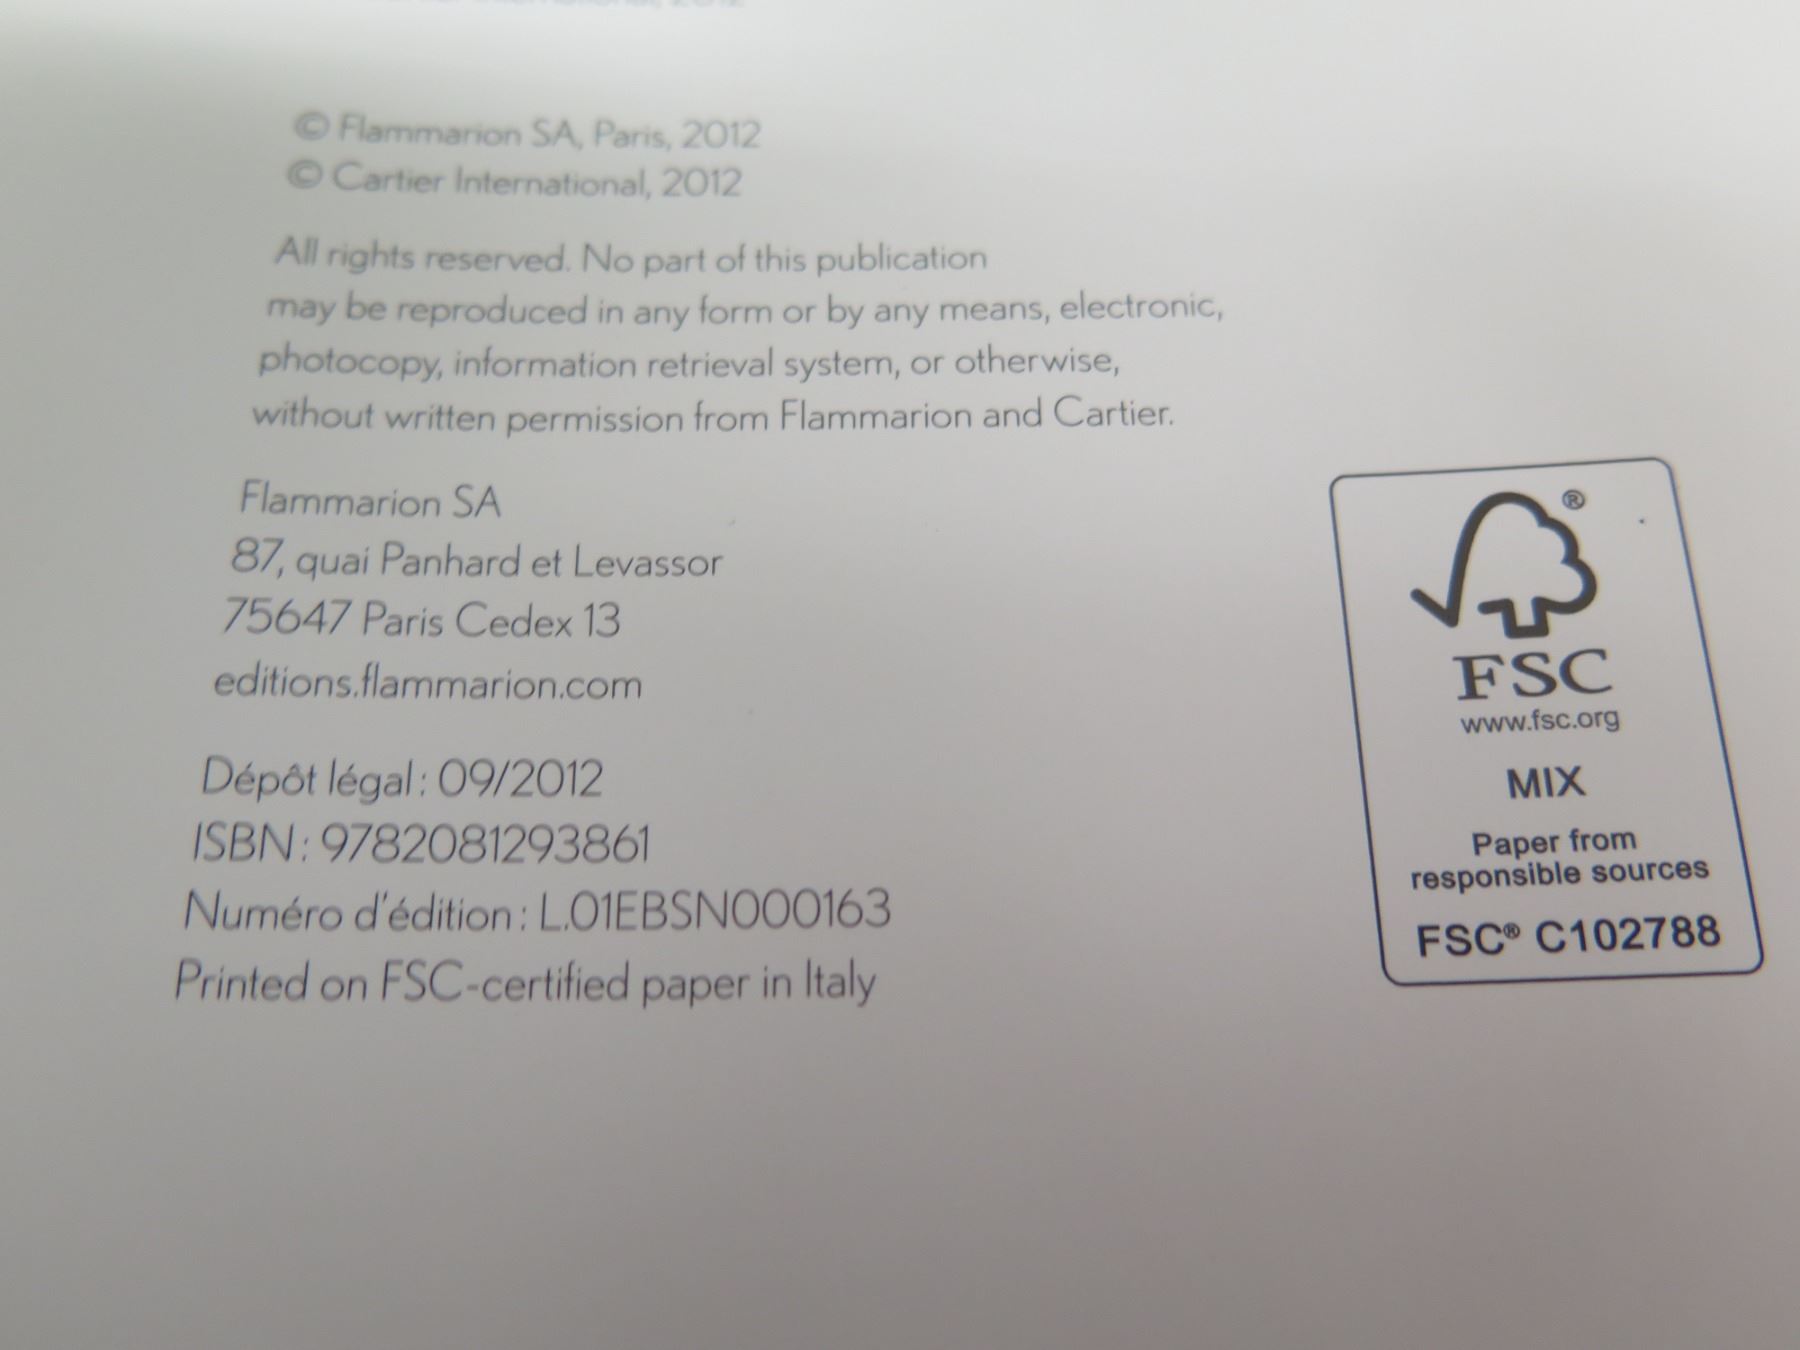 International, 2012
© Flammarion SA, Paris, 2012
© Cartier International, 2012
All rights reserved. No part of this publication
may be reproduced in any form or by any means, electronic,
photocopy, information retrieval system, or otherwise,
without written permission from Flammarion and Cartier.
Flammarion SA
87, quai Panhard et Levassor
75647 Paris Cedex 13
editions.flammarion.com
Dépôt légal : 09/2012
ISBN : 9782081293861
Numéro d'édition : L.01EBSN000163
Printed on FSC-certified paper in Italy
®
FSC
www.fsc.org
MIX
Paper from
responsible sources
FSC® C102788